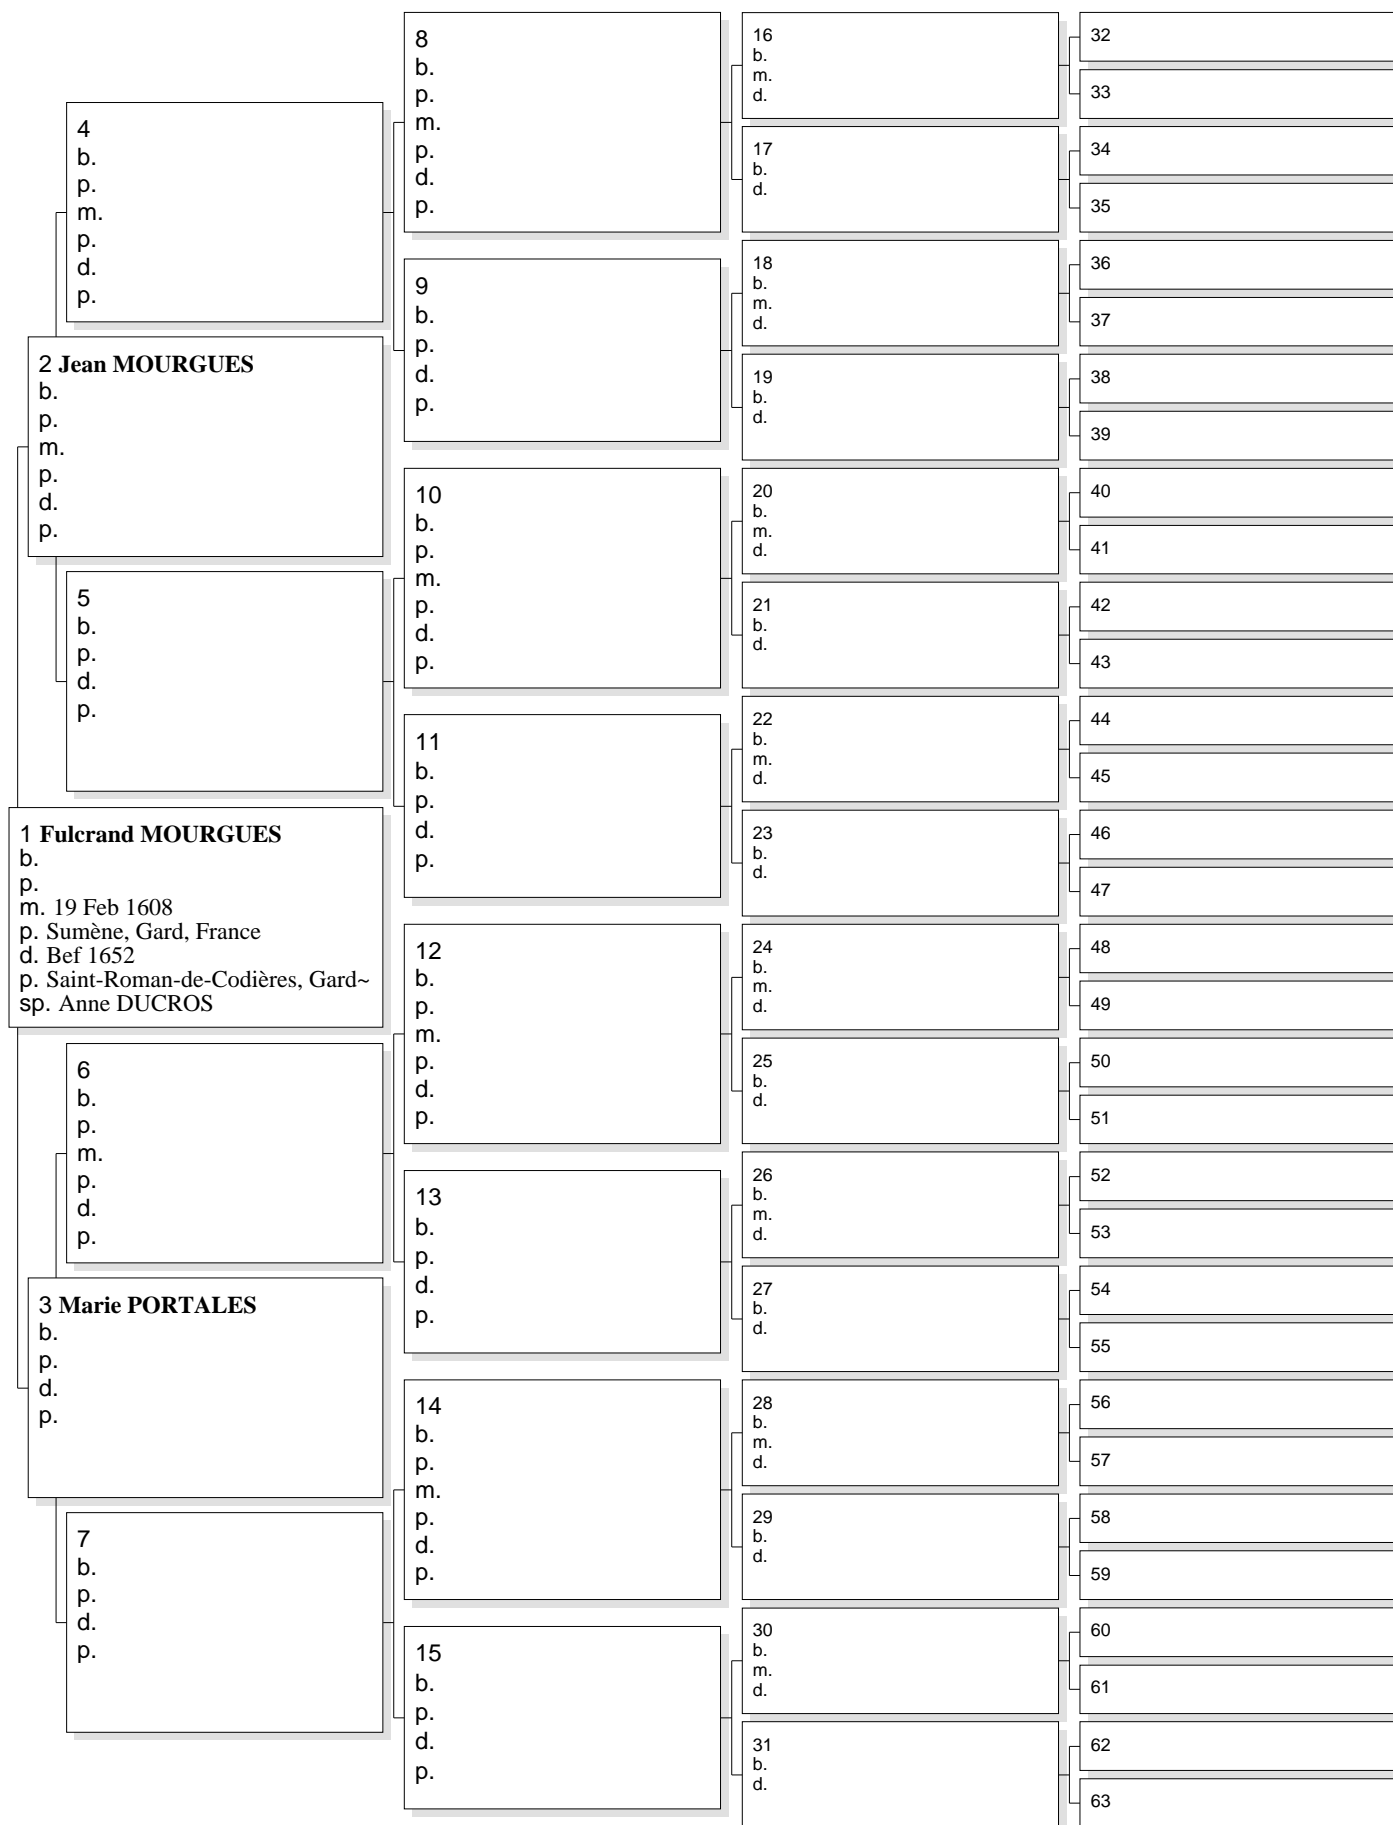 8
b.
p.
m.
p.
d.
p.
16
b.
m.
d.
32
33
4
b.
p.
m.
p.
d.
p.
17
b.
d.
34
35
9
b.
p.
d.
p.
18
b.
m.
d.
36
37
2 Jean MOURGUES
b.
p.
m.
p.
d.
p.
19
b.
d.
38
39
10
b.
p.
m.
p.
d.
p.
20
b.
m.
d.
40
41
5
b.
p.
d.
p.
21
b.
d.
42
43
11
b.
p.
d.
p.
22
b.
m.
d.
44
45
1 Fulcrand MOURGUES
b.
p.
m. 19 Feb 1608
p. Sumène, Gard, France
d. Bef 1652
p. Saint-Roman-de-Codières, Gard~
sp. Anne DUCROS
23
b.
d.
46
47
12
b.
p.
m.
p.
d.
p.
24
b.
m.
d.
48
49
6
b.
p.
m.
p.
d.
p.
25
b.
d.
50
51
13
b.
p.
d.
p.
26
b.
m.
d.
52
53
3 Marie PORTALES
b.
p.
d.
p.
27
b.
d.
54
55
14
b.
p.
m.
p.
d.
p.
28
b.
m.
d.
56
57
7
b.
p.
d.
p.
29
b.
d.
58
59
15
b.
p.
d.
p.
30
b.
m.
d.
60
61
31
b.
d.
62
63